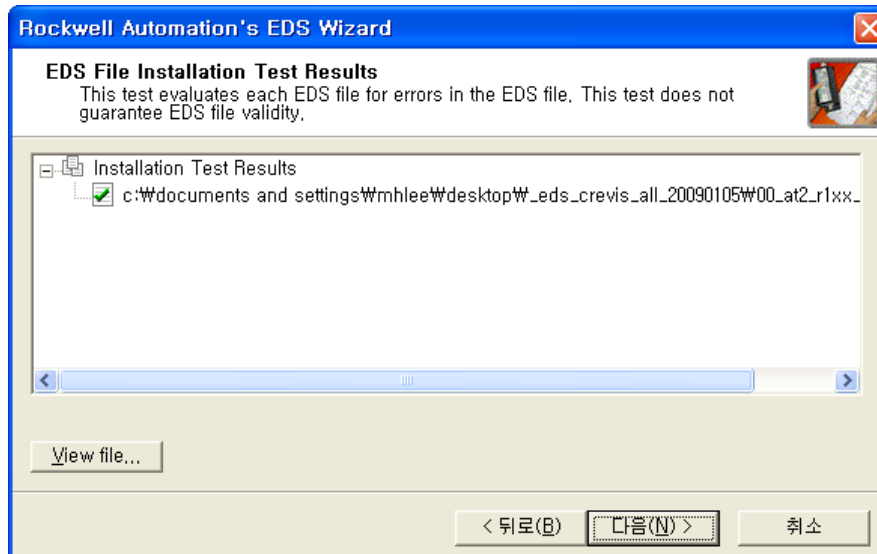 Rockwell Automation's EDS Wizard
EDS File Installation Test Results
This test evaluates each EDS file for errors in the EDS file, This test does not
guarantee EDS file validity,
Installation Test Results
c:₩documents and settings₩mhlee₩desktop₩_eds_crevis_all_20090105₩00_at2_r1xx_
View file,,,
< 뒤로(B)
다음(N) >
취소